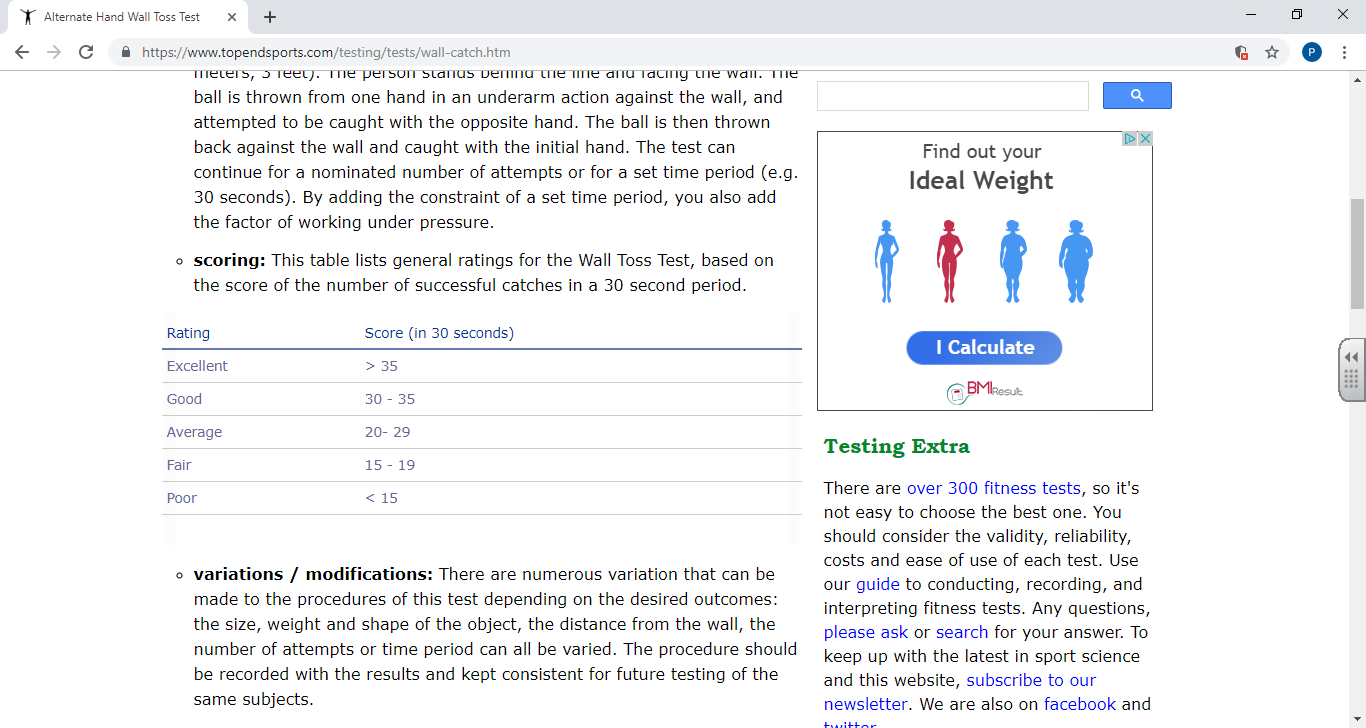 Alternate Hand Wall Toss Test
https://www.topendsports.com/testing/tests/wall-catch.htm
P
meters, 3 feet). The person stands behind the line and facing the wall. The
ball is thrown from one hand in an underarm action against the wall, and
attempted to be caught with the opposite hand. The ball is then thrown
back against the wall and caught with the initial hand. The test can
continue for a nominated number of attempts or for a set time period (e.g.
30 seconds). By adding the constraint of a set time period, you also add
the factor of working under pressure.
scoring: This table lists general ratings for the Wall Toss Test, based on
the score of the number of successful catches in a 30 second period.
Rating Score (in 30 seconds)
Excellent > 35
Good 30 - 35
Average 20- 29
Fair 15 - 19
Poor < 15
variations / modifications: There are numerous variation that can be
made to the procedures of this test depending on the desired outcomes:
the size, weight and shape of the object, the distance from the wall, the
number of attempts or time period can all be varied. The procedure should
be recorded with the results and kept consistent for future testing of the
same subjects.
Find out your
Ideal Weight
I Calculate
BMIResult
Testing Extra
There are over 300 fitness tests, so it's
not easy to choose the best one. You
should consider the validity, reliability,
costs and ease of use of each test. Use
our guide to conducting, recording, and
interpreting fitness tests. Any questions,
please ask or search for your answer. To
keep up with the latest in sport science
and this website, subscribe to our
newsletter. We are also on facebook and
twitter.